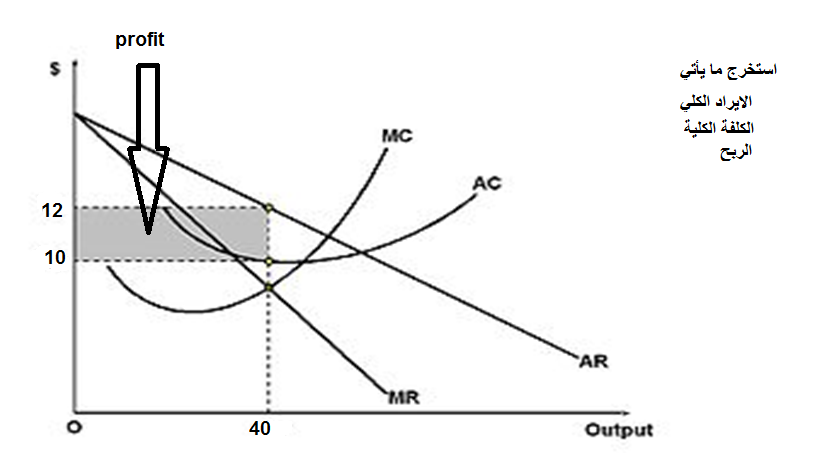 profit
$
استخرج ما يأتي
الايراد الكلي
الكلفة الكلية
الربح
MC
AC
12
10
AR
MR
O
40
Output